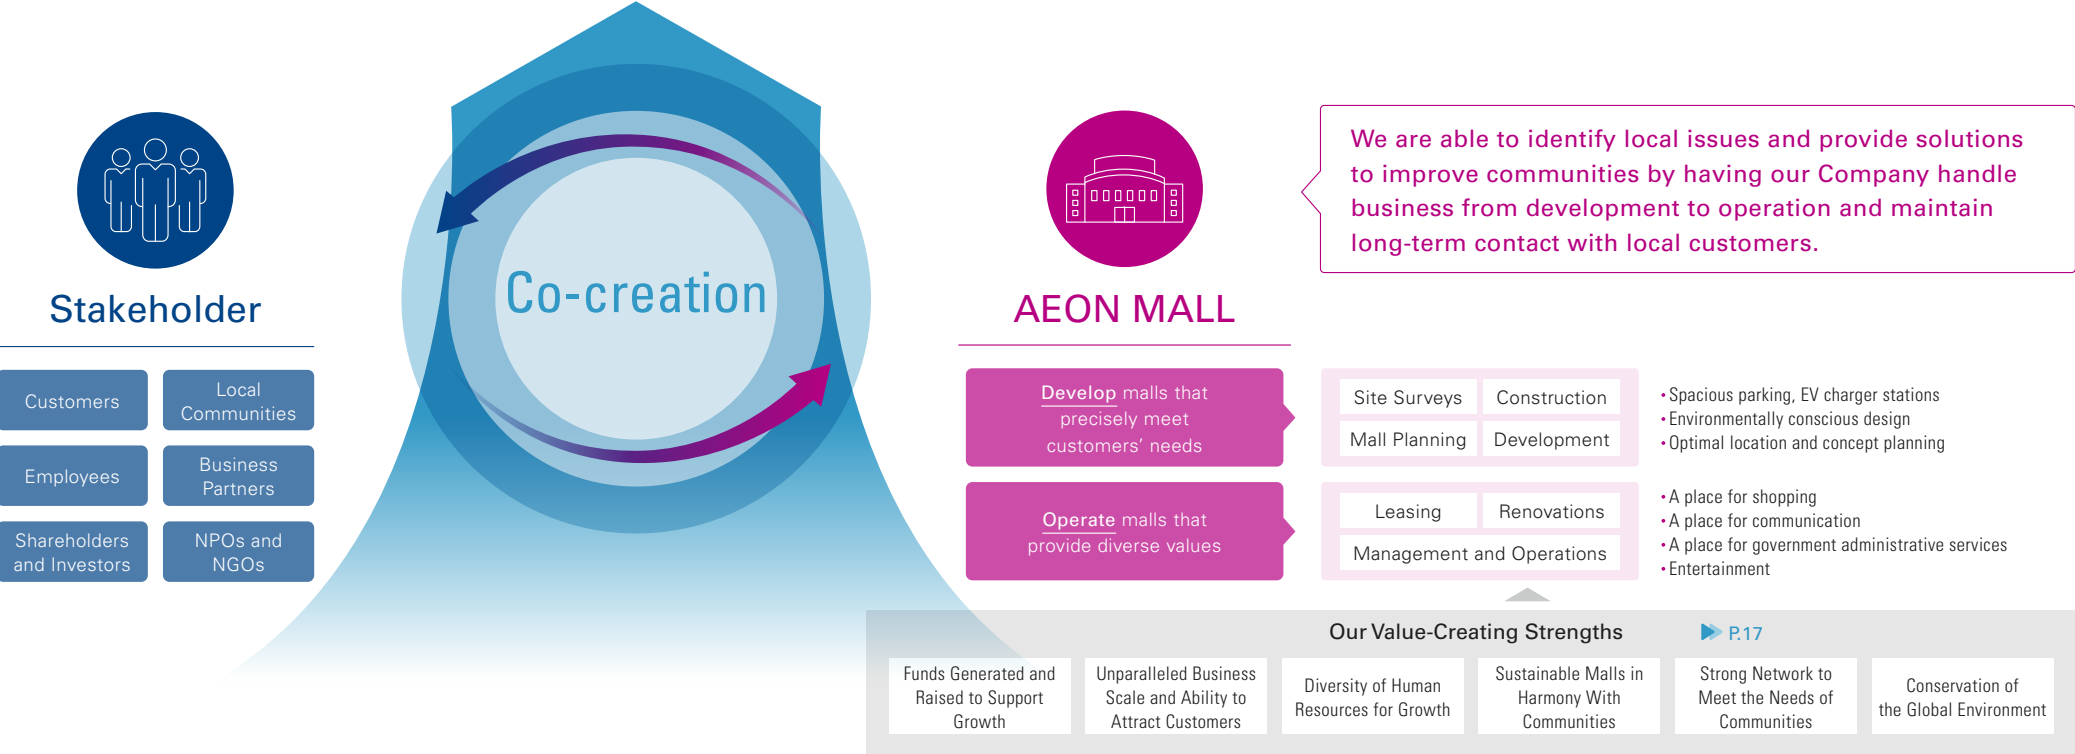 Stakeholder
Customers
Local
Communities
Employees
Business
Partners
Shareholders
and Investors
NPOs and
NGOs
Co-creation
AEON MALL
We are able to identify local issues and provide solutions
to improve communities by having our Company handle
business from development to operation and maintain
long-term contact with local customers.
Develop malls that
precisely meet
customers’ needs
Site Surveys
Construction
Mall Planning
Development
•Spacious parking, EV charger stations
•Environmentally conscious design
•Optimal location and concept planning
Operate malls that
provide diverse values
Leasing
Renovations
Management and Operations
•A place for shopping
•A place for communication
•A place for government administrative services
•Entertainment
Our Value-Creating Strengths
P.17
Funds Generated and
Raised to Support
Growth
Unparalleled Business
Scale and Ability to
Attract Customers
Diversity of Human
Resources for Growth
Sustainable Malls in
Harmony With
Communities
Strong Network to
Meet the Needs of
Communities
Conservation of
the Global Environment